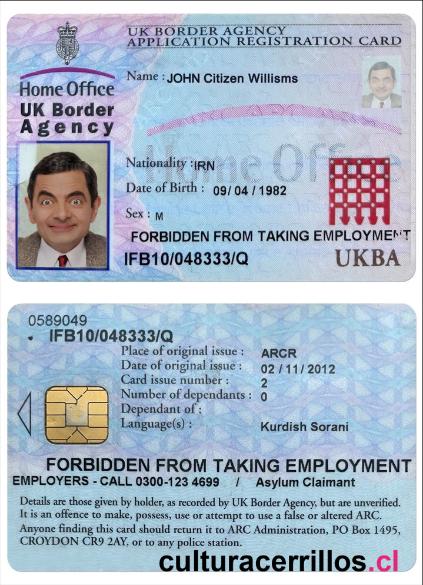 UK BORDER AGENCY
APPLICATION REGISTRATION CARD
Name : JOHN Citizen Willisms
Home Office
UK Border
Agency
Home Office
Nationality : IRN
Date of Birth : 09/ 04 / 1982
Sex : M
FORBIDDEN FROM TAKING EMPLOYMENT
IFB10/048333/Q
UKBA
0589049
IFB10/048333/Q
Place of original issue : ARCR
Date of original issue : 02 / 11 / 2012
Card issue number : 2
Number of dependants : 0
Dependant of :
Language(s) : Kurdish Sorani
FORBIDDEN FROM TAKING EMPLOYMENT
EMPLOYERS - CALL 0300-123 4699 / Asylum Claimant
Details are those given by holder, as recorded by UK Border Agency, but are unverified.
It is an offence to make, possess, use or attempt to use a false or altered ARC.
Anyone finding this card should return it to ARC Administration, PO Box 1495,
CROYDON CR9 2AY, or to any police station.
culturacerrillos.cl